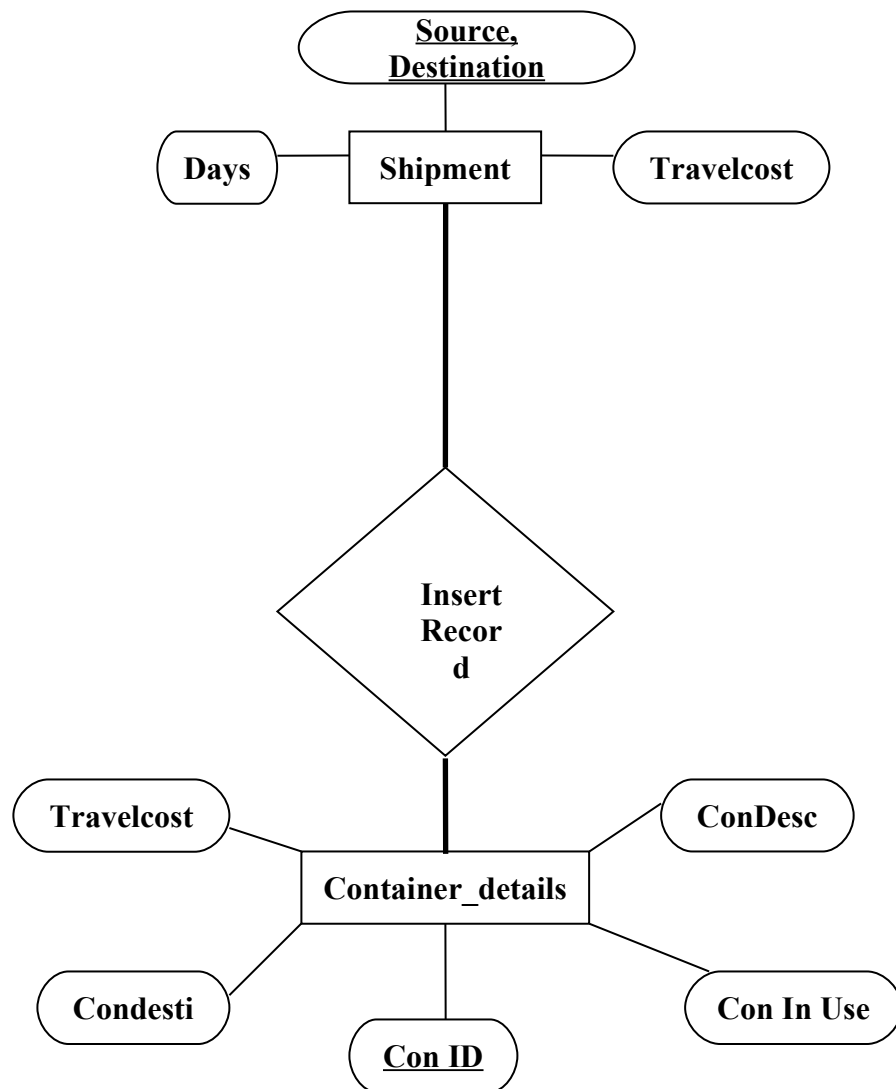 Source,
Destination
Days
Shipment
Travelcost
Insert
Recor
d
Travelcost
ConDesc
Container_details
Condesti
Con In Use
Con ID